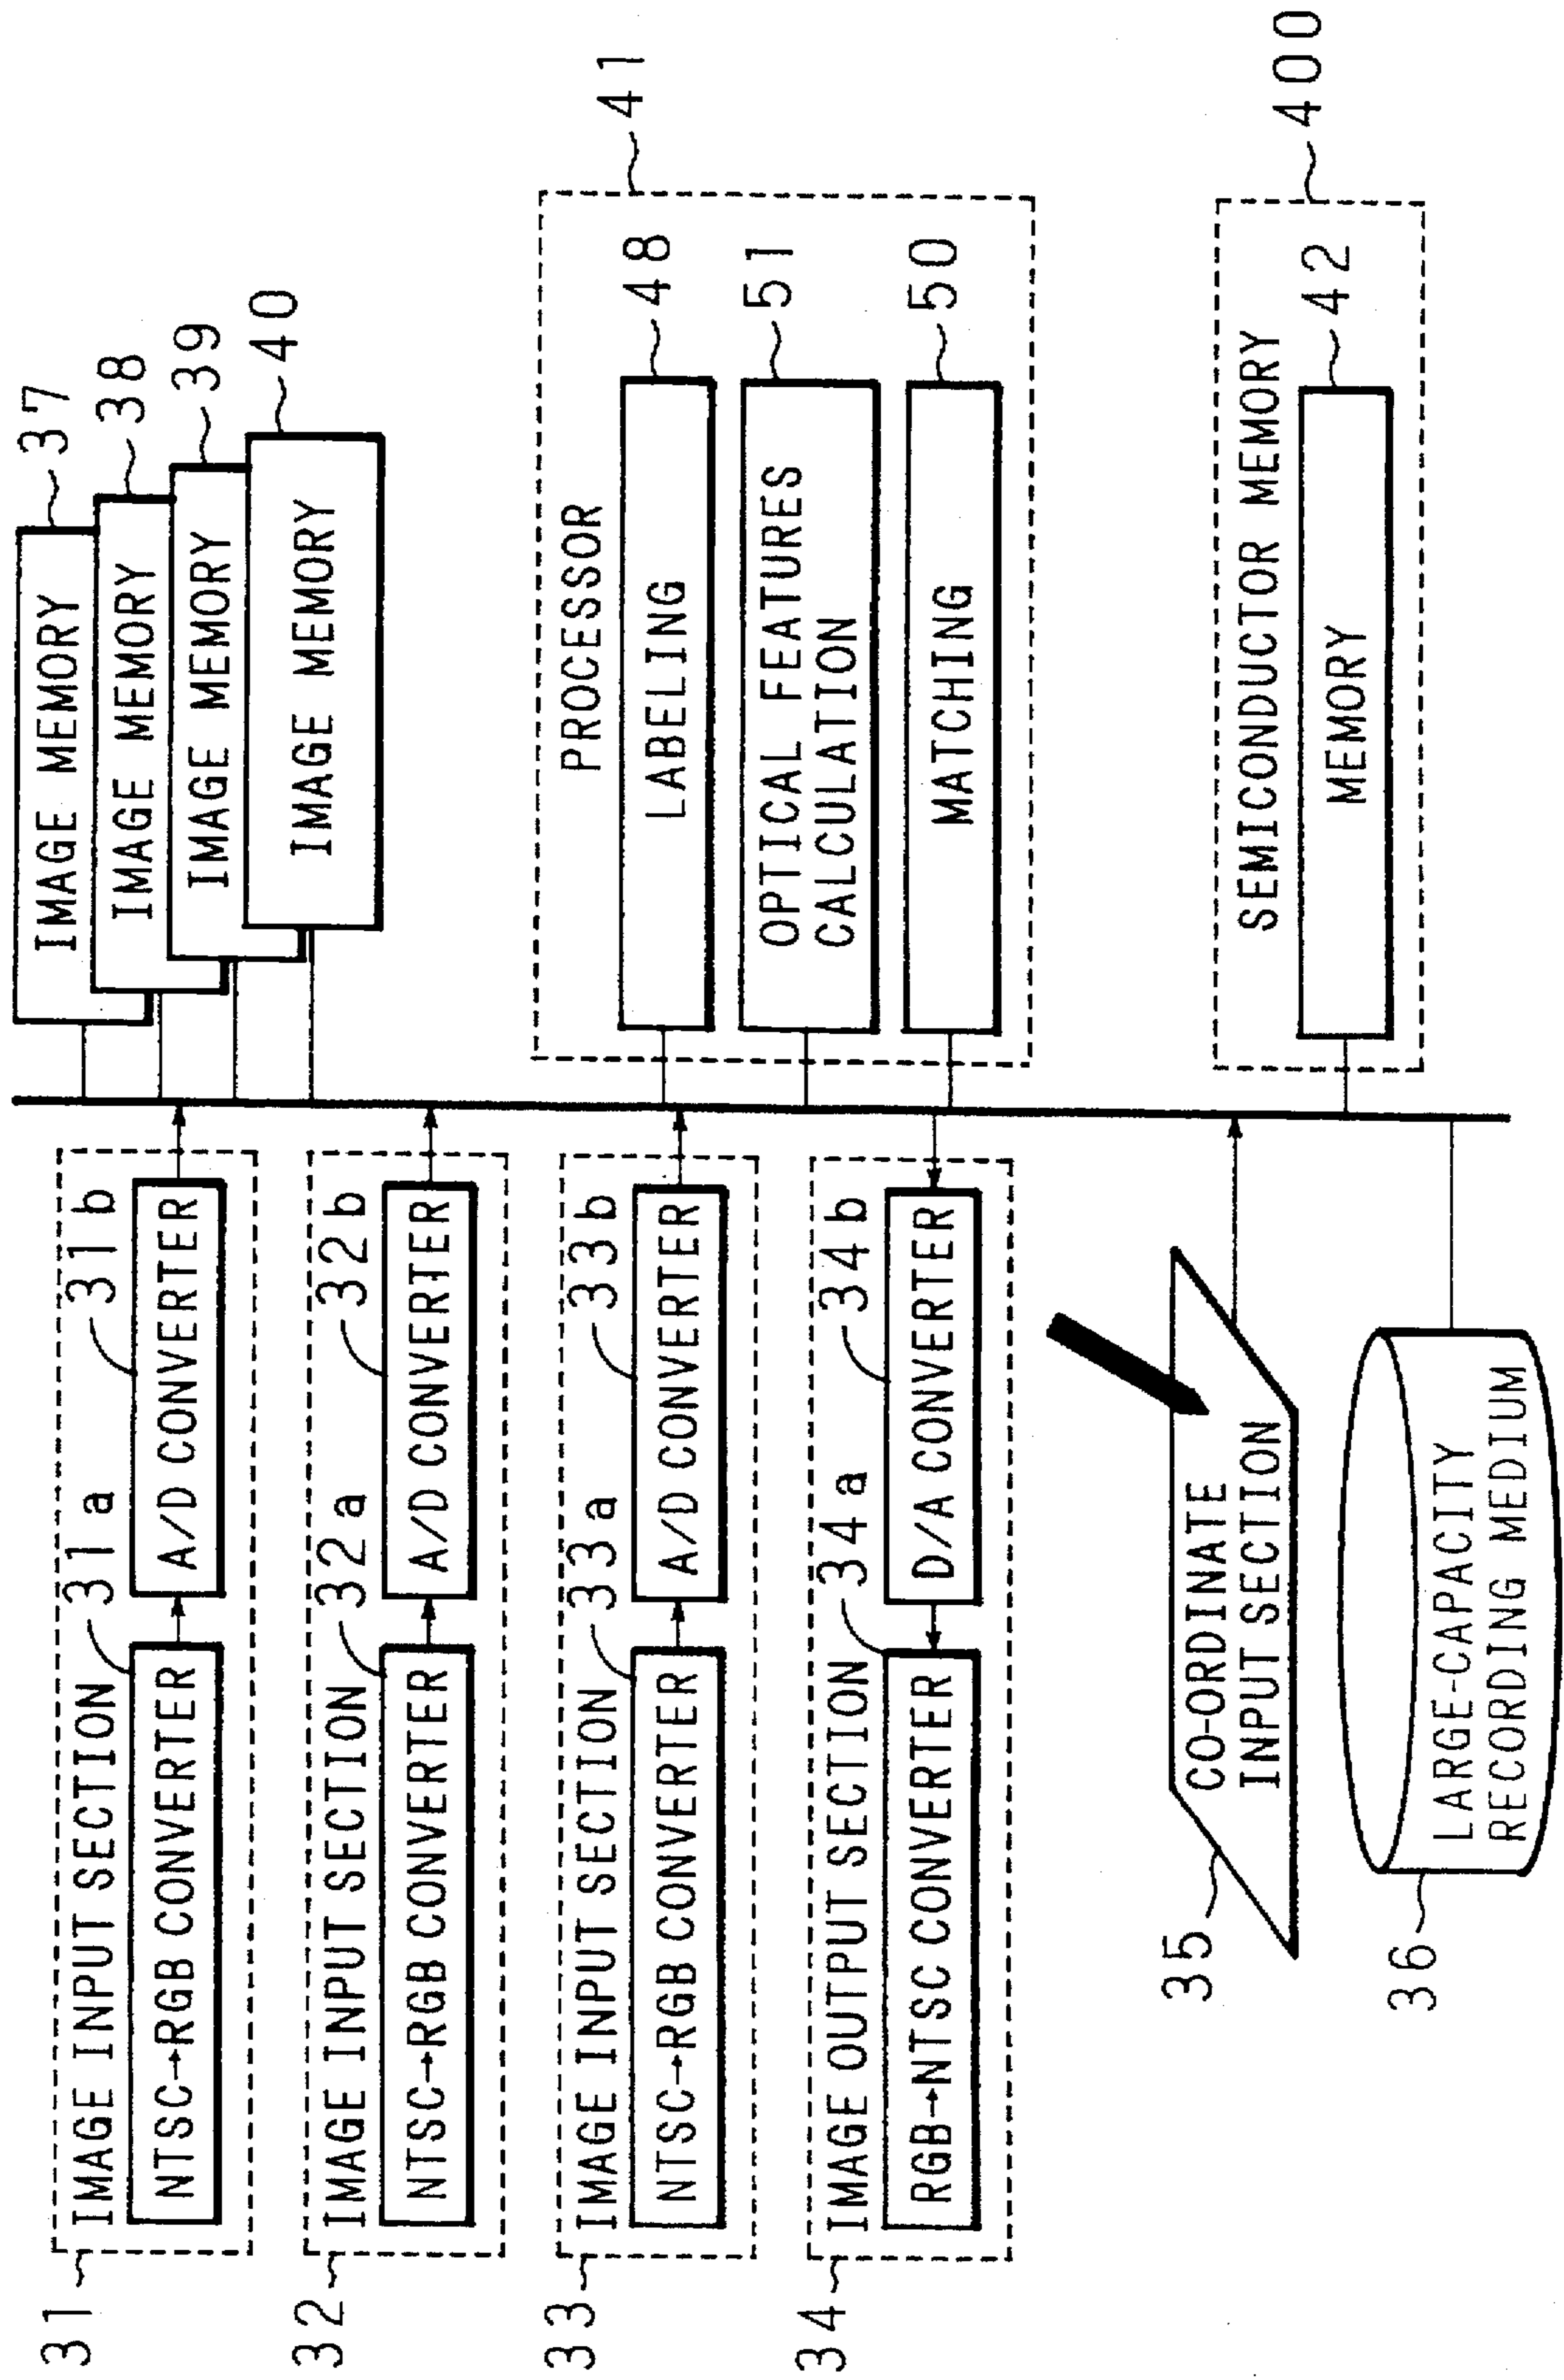 31
IMAGE INPUT SECTION
31a
31b
NTSC→RGB CONVERTER
A/D CONVERTER
32
IMAGE INPUT SECTION
32a
32b
NTSC→RGB CONVERTER
A/D CONVERTER
33
IMAGE INPUT SECTION
33a
33b
NTSC→RGB CONVERTER
A/D CONVERTER
34
IMAGE OUTPUT SECTION
34a
34b
RGB→NTSC CONVERTER
D/A CONVERTER
35
CO-ORDINATE
INPUT SECTION
36
LARGE-CAPACITY
RECORDING MEDIUM
IMAGE MEMORY
37
IMAGE MEMORY
38
IMAGE MEMORY
39
IMAGE MEMORY
40
41
PROCESSOR
LABELING
48
OPTICAL FEATURES
CALCULATION
51
MATCHING
50
400
SEMICONDUCTOR MEMORY
MEMORY
42